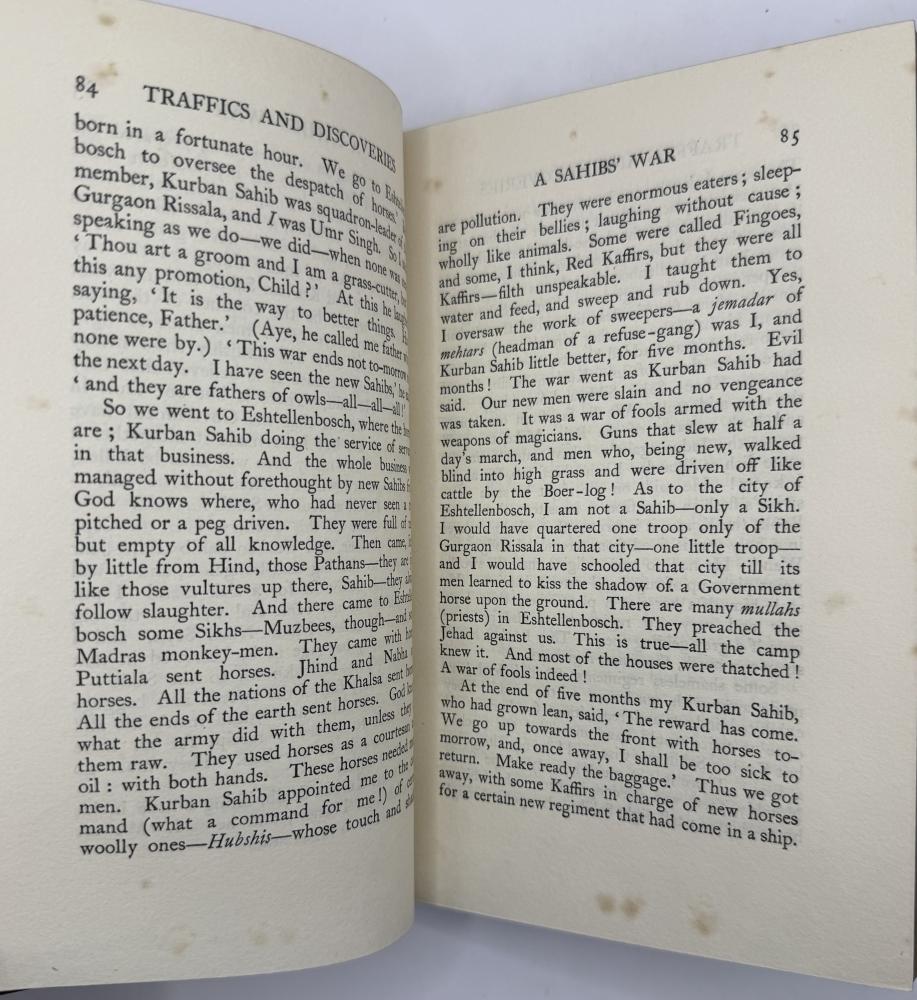 84 TRAFFICS AND DISCOVERIES
born in a fortunate hour. We go to
bosch to oversee the despatch of horses.'
member, Kurban Sahib was squadron-leader of
Gurgaon Rissala, and I was Umr Singh. So I
speaking as we do—we did—when none was
‘Thou art a groom and I am a grass-cutter,
this any promotion, Child?’ At this he
saying, ‘It is the way to better things.
patience, Father.’ (Aye, he called me father
none were by.) ‘This war ends not to-morrow
the next day. I have seen the new Sahibs,’
‘and they are fathers of owls—all—all—all!’
So we went to Eshtellenbosch, where the
are; Kurban Sahib doing the service of
in that business. And the whole business
managed without forethought by new Sahibs
God knows where, who had never seen a
pitched or a peg driven. They were full of
but empty of all knowledge. Then came,
by little from Hind, those Pathans—they are
like those vultures up there, Sahib—they
follow slaughter. And there came to
bosch some Sikhs—Muzbees, though—and
Madras monkey-men. They came with
Puttiala sent horses. Jhind and Nabha
horses. All the nations of the Khalsa sent
All the ends of the earth sent horses. God
what the army did with them, unless they
them raw. They used horses as a courtesan
oil: with both hands. These horses needed
men. Kurban Sahib appointed me to the
mand (what a command for me!) of
woolly ones—Hubshis—whose touch and
85
A SAHIBS' WAR
are pollution. They were enormous eaters; sleep-
ing on their bellies; laughing without cause;
wholly like animals. Some were called Fingoes,
and some, I think, Red Kaffirs, but they were all
Kaffirs—filth unspeakable. I taught them to
water and feed, and sweep and rub down. Yes,
I oversaw the work of sweepers—a jemadar of
mehtars (headman of a refuse-gang) was I, and
Kurban Sahib little better, for five months. Evil
months! The war went as Kurban Sahib had
said. Our new men were slain and no vengeance
was taken. It was a war of fools armed with the
weapons of magicians. Guns that slew at half a
day's march, and men who, being new, walked
blind into high grass and were driven off like
cattle by the Boer-log! As to the city of
Eshtellenbosch, I am not a Sahib—only a Sikh.
I would have quartered one troop only of the
Gurgaon Rissala in that city—one little troop—
and I would have schooled that city till its
men learned to kiss the shadow of a Government
horse upon the ground. There are many mullahs
(priests) in Eshtellenbosch. They preached the
Jehad against us. This is true—all the camp
knew it. And most of the houses were thatched!
A war of fools indeed!
At the end of five months my Kurban Sahib,
who had grown lean, said, ‘The reward has come.
We go up towards the front with horses to-
morrow, and, once away, I shall be too sick to
return. Make ready the baggage.’ Thus we got
away, with some Kaffirs in charge of new horses
for a certain new regiment that had come in a ship.